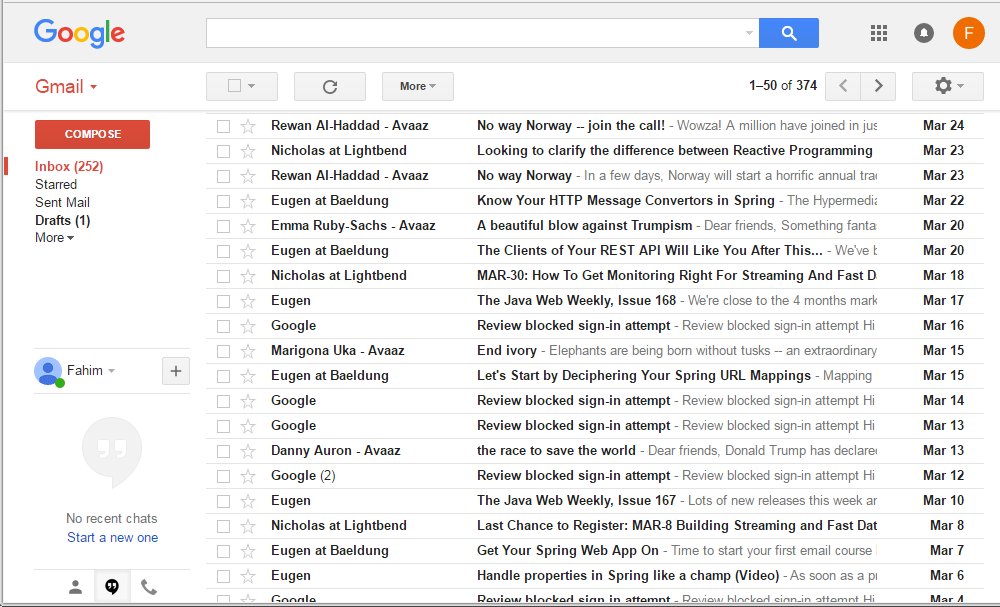 Google
F
Gmail
More
1–50 of 374
COMPOSE
Inbox (252)
Starred
Sent Mail
Drafts (1)
More
Fahim
No recent chats
Start a new one
Rewan Al-Haddad - Avaaz No way Norway -- join the call! - Wowza! A million have joined in jus Mar 24
Nicholas at Lightbend Looking to clarify the difference between Reactive Programming Mar 23
Rewan Al-Haddad - Avaaz No way Norway - In a few days, Norway will start a horrific annual tra Mar 23
Eugen at Baeldung Know Your HTTP Message Convertors in Spring - The Hypermedia Mar 22
Emma Ruby-Sachs - Avaaz A beautiful blow against Trumpism - Dear friends, Something fanta Mar 20
Eugen at Baeldung The Clients of Your REST API Will Like You After This... - We've b Mar 20
Nicholas at Lightbend MAR-30: How To Get Monitoring Right For Streaming And Fast D Mar 18
Eugen The Java Web Weekly, Issue 168 - We're close to the 4 months mark Mar 17
Google Review blocked sign-in attempt - Review blocked sign-in attempt Hi Mar 16
Marigona Uka - Avaaz End ivory - Elephants are being born without tusks -- an extraordinary Mar 15
Eugen at Baeldung Let's Start by Deciphering Your Spring URL Mappings - Mapping Mar 15
Google Review blocked sign-in attempt - Review blocked sign-in attempt Hi Mar 14
Google Review blocked sign-in attempt - Review blocked sign-in attempt Hi Mar 13
Danny Auron - Avaaz the race to save the world - Dear friends, Donald Trump has declared Mar 13
Google (2) Review blocked sign-in attempt - Review blocked sign-in attempt Hi Mar 12
Eugen The Java Web Weekly, Issue 167 - Lots of new releases this week ar Mar 10
Nicholas at Lightbend Last Chance to Register: MAR-8 Building Streaming and Fast Dat Mar 8
Eugen at Baeldung Get Your Spring Web App On - Time to start your first email course Mar 7
Eugen Handle properties in Spring like a champ (Video) - As soon as a p Mar 6
Google Review blocked sign-in attempt - Review blocked sign-in attempt Hi Mar 4